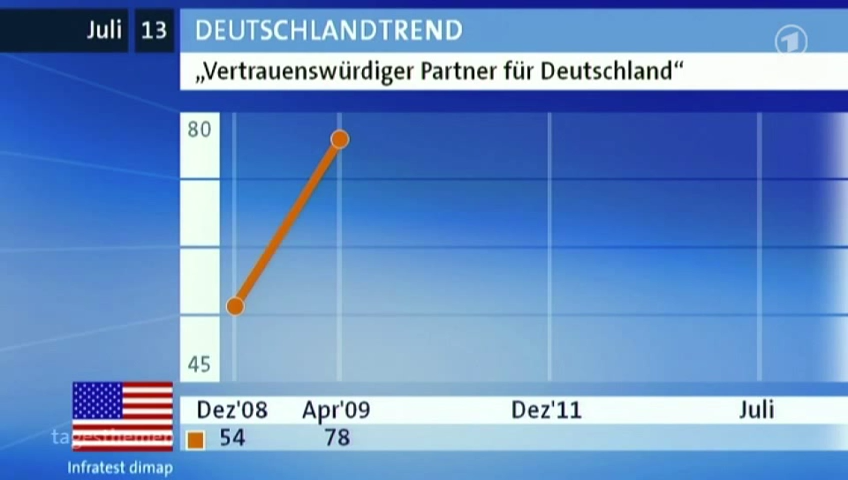 Juli 13 DEUTSCHLANDTREND
„Vertrauenswürdiger Partner für Deutschland“
80
45
Dez'08 Apr'09 Dez'11 Juli
54 78
tagesthemen
Infratest dimap